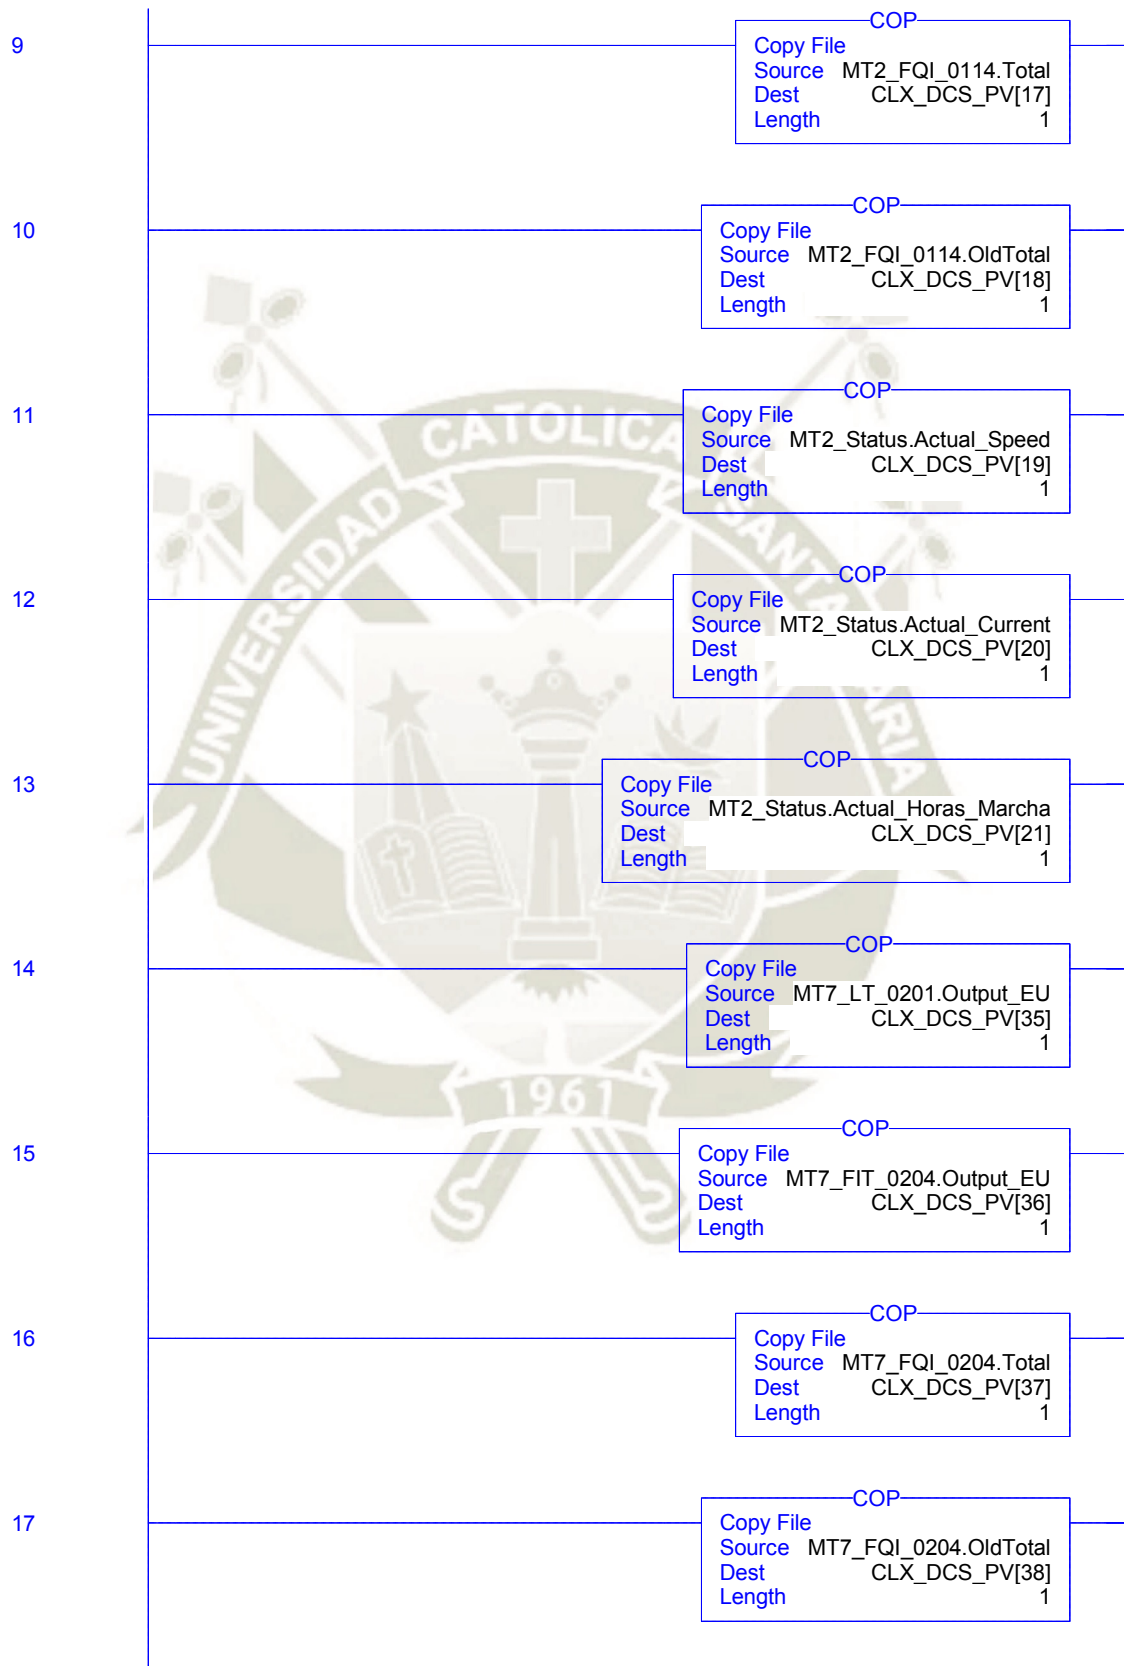 9
COP
Copy File
Source MT2_FQI_0114.Total
Dest CLX_DCS_PV[17]
Length 1
10
COP
Copy File
Source MT2_FQI_0114.OldTotal
Dest CLX_DCS_PV[18]
Length 1
11
COP
Copy File
Source MT2_Status.Actual_Speed
Dest CLX_DCS_PV[19]
Length 1
12
COP
Copy File
Source MT2_Status.Actual_Current
Dest CLX_DCS_PV[20]
Length 1
13
COP
Copy File
Source MT2_Status.Actual_Horas_Marcha
Dest CLX_DCS_PV[21]
Length 1
14
COP
Copy File
Source MT7_LT_0201.Output_EU
Dest CLX_DCS_PV[35]
Length 1
15
COP
Copy File
Source MT7_FIT_0204.Output_EU
Dest CLX_DCS_PV[36]
Length 1
16
COP
Copy File
Source MT7_FQI_0204.Total
Dest CLX_DCS_PV[37]
Length 1
17
COP
Copy File
Source MT7_FQI_0204.OldTotal
Dest CLX_DCS_PV[38]
Length 1
UNIVERSIDAD CATOLICA SANTA MARIA
1961